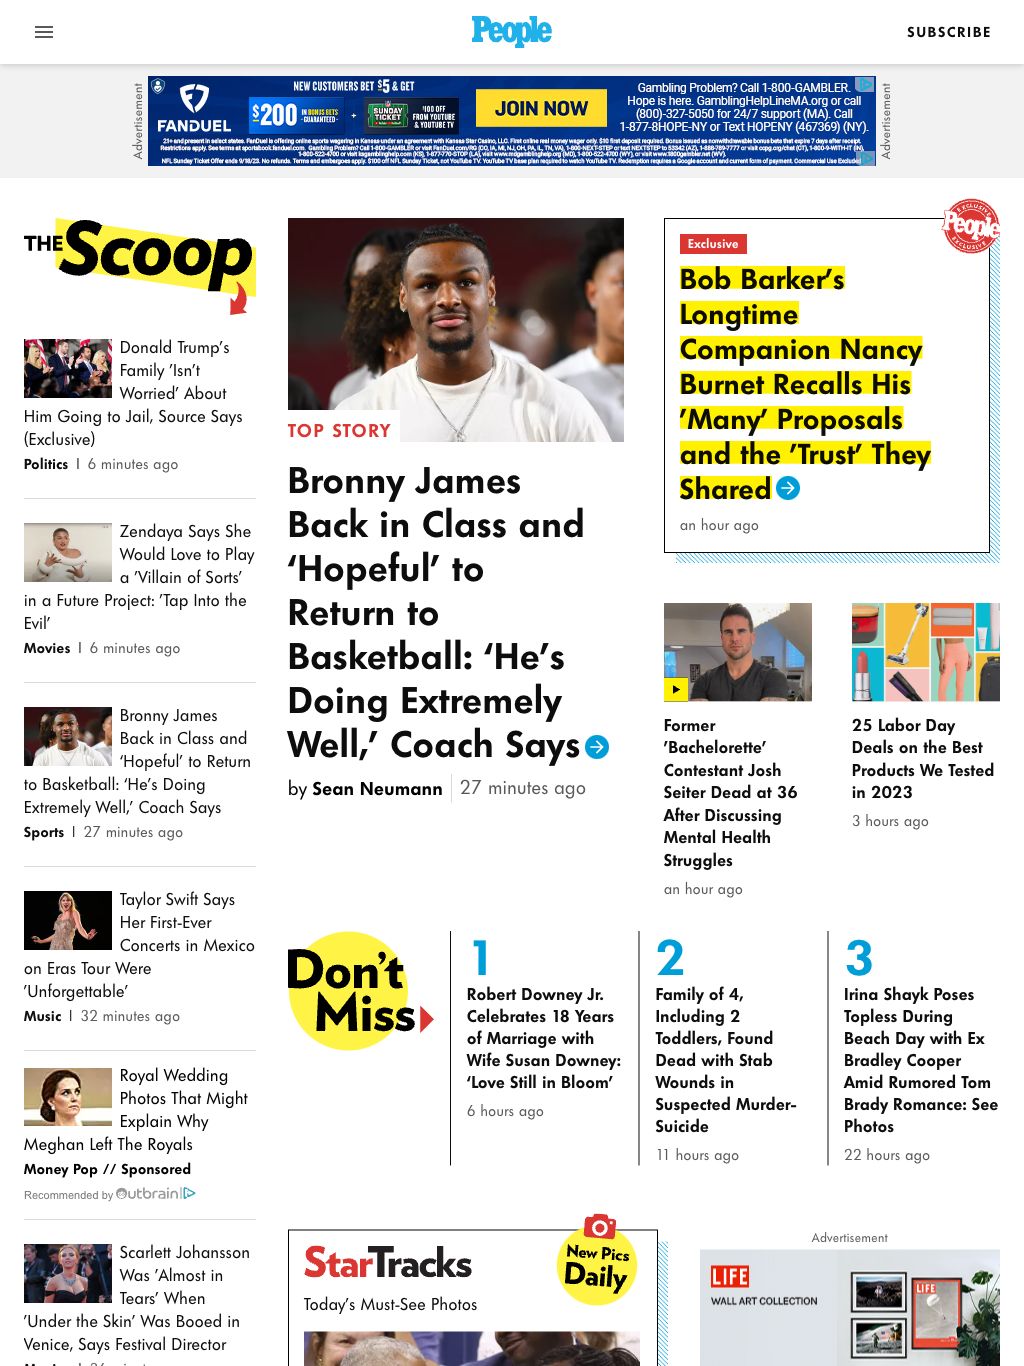 People
SUBSCRIBE
Advertisement
FANDUEL
NEW CUSTOMERS BET $5 & GET
$200 IN BONUS BETS
-GUARANTEED-
+
SUNDAY
TICKET
$100 OFF
FROM YOUTUBE
& YOUTUBE TV
JOIN NOW
Gambling Problem? Call 1-800-GAMBLER.
Hope is here. GamblingHelpLineMA.org or call
(800)-327-5050 for 24/7 support (MA). Call
1-877-8HOPE-NY or Text HOPENY (467369) (NY).
Advertisement
THE Scoop
Donald Trump's
Family 'Isn't
Worried' About
Him Going to Jail, Source Says
(Exclusive)
Politics | 6 minutes ago
Zendaya Says She
Would Love to Play
a 'Villain of Sorts'
in a Future Project: 'Tap Into the
Evil'
Movies | 6 minutes ago
Bronny James
Back in Class and
'Hopeful' to Return
to Basketball: 'He's Doing
Extremely Well,' Coach Says
Sports | 27 minutes ago
Taylor Swift Says
Her First-Ever
Concerts in Mexico
on Eras Tour Were
'Unforgettable'
Music | 32 minutes ago
Royal Wedding
Photos That Might
Explain Why
Meghan Left The Royals
Money Pop // Sponsored
Recommended by Outbrain
Scarlett Johansson
Was 'Almost in
Tears' When
'Under the Skin' Was Booed in
Venice, Says Festival Director
TOP STORY
Bronny James
Back in Class and
‘Hopeful’ to
Return to
Basketball: ‘He’s
Doing Extremely
Well,’ Coach Says
by Sean Neumann | 27 minutes ago
EXCLUSIVE
People
EXCLUSIVE
Exclusive
Bob Barker's
Longtime
Companion Nancy
Burnet Recalls His
'Many' Proposals
and the 'Trust' They
Shared
an hour ago
Former
'Bachelorette'
Contestant Josh
Seiter Dead at 36
After Discussing
Mental Health
Struggles
an hour ago
25 Labor Day
Deals on the Best
Products We Tested
in 2023
3 hours ago
Don't
Miss
1
Robert Downey Jr.
Celebrates 18 Years
of Marriage with
Wife Susan Downey:
‘Love Still in Bloom’
6 hours ago
2
Family of 4,
Including 2
Toddlers, Found
Dead with Stab
Wounds in
Suspected Murder-
Suicide
11 hours ago
3
Irina Shayk Poses
Topless During
Beach Day with Ex
Bradley Cooper
Amid Rumored Tom
Brady Romance: See
Photos
22 hours ago
StarTracks
Today's Must-See Photos
New Pics
Daily
Advertisement
LIFE
WALL ART COLLECTION
LIFE